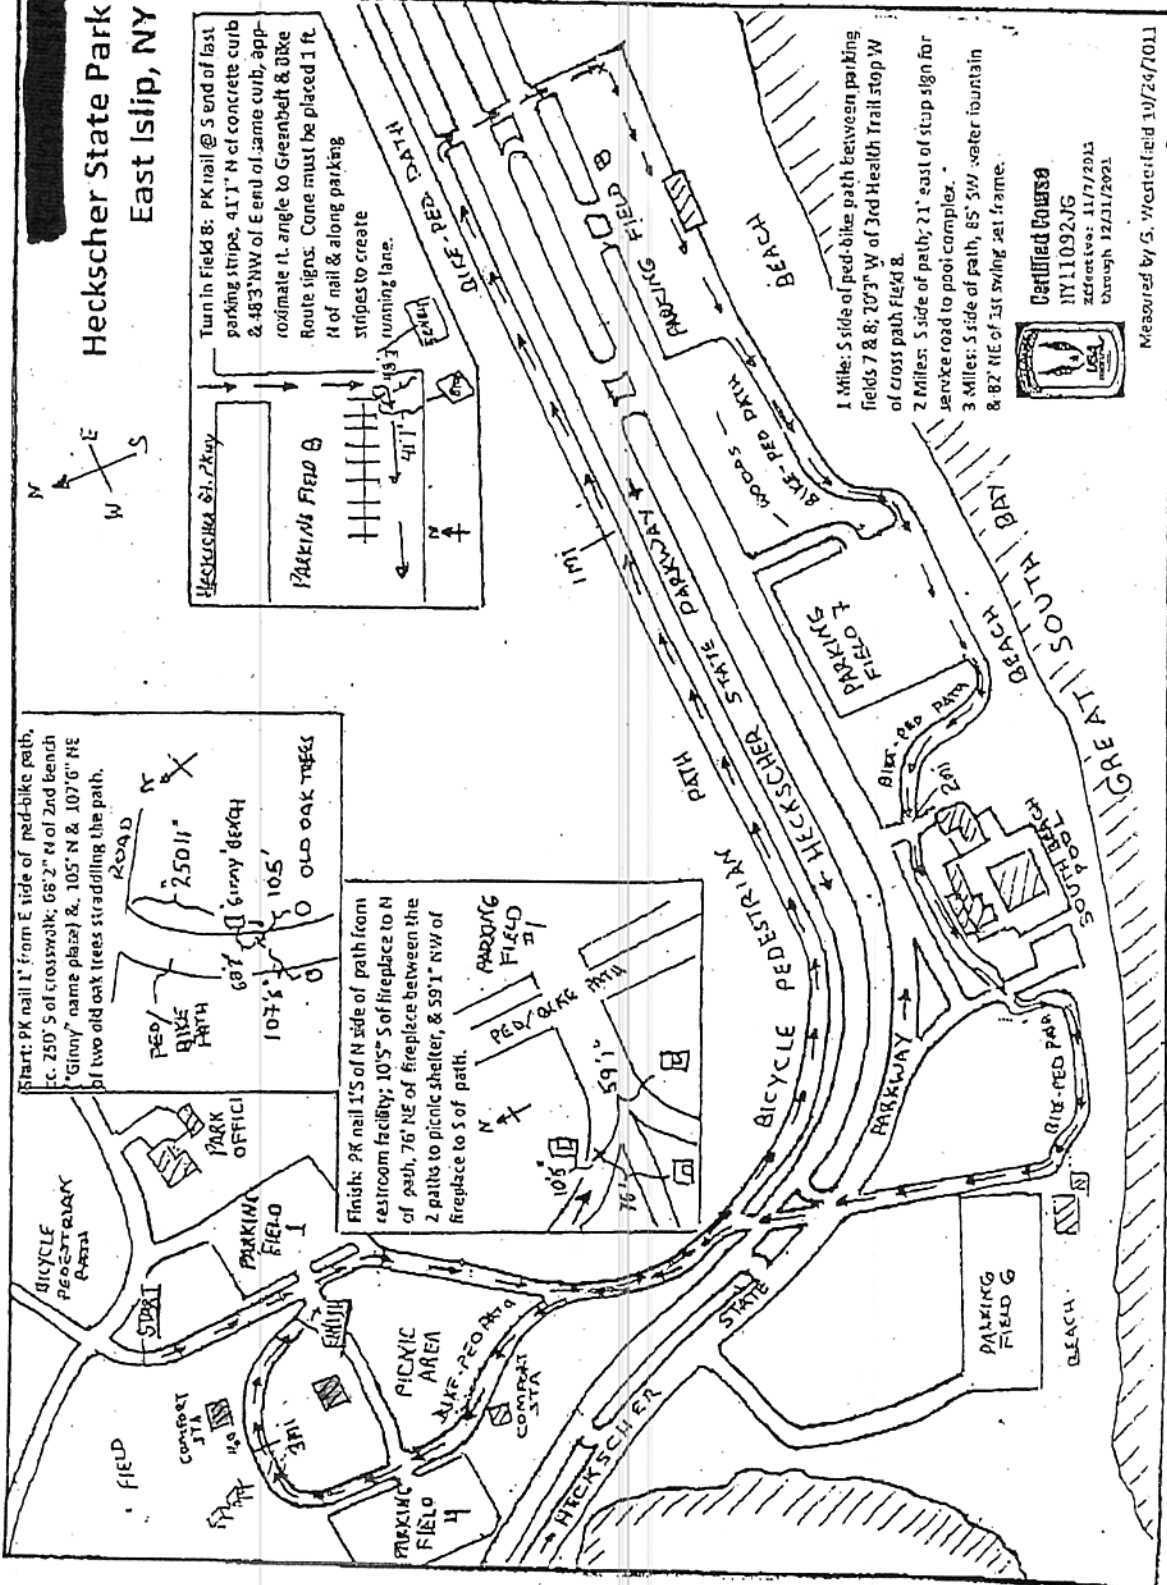 Heckscher State Park
East Islip, NY
N
E
W
S
Turn in Field 8: PK nail @ S end of last
parking stripe, 41'1" N of concrete curb
& 48'3"NW of E end of same curb, app-
roximate rt. angle to Greenbelt & Bike
Route signs. Cone must be placed 1 ft.
N of nail & along parking
stripes to create
running lane.
HECKSCHER ST. PKWY
PARKING FIELD 8
41'1"
48'3"
BENCH
N
Start: PK nail 1' from E side of ped-bike path,
cc. 250' S of crosswalk; 68'2" N of 2nd bench
("Ginny" name plate) & 105' N & 107'6" NE
of two old oak trees straddling the path.
ROAD
N
PED/
BIKE
PATH
"GINNY" BENCH
105'
107'6"
OLD OAK TREES
Finish: PK nail 1'S of N side of path from
restroom facility; 10'5" S of fireplace to N
of path, 76' NE of fireplace between the
2 paths to picnic shelter, & 59'1" NW of
fireplace to S of path.
PARKING
FIELD
#1
PED/BIKE PATH
N
10'5"
59'1"
76'
BICYCLE
PEDESTRIAN
PATH
PARK
OFFICE
PARKING
FIELD
1
START
FINISH
FIELD
COMFORT
STA
H2O
3MI
PICNIC
AREA
BIKE-PED PATH
COMFORT
STA
PARKING
FIELD
4
HECKSCHER STATE PARKWAY
BICYCLE PEDESTRIAN PATH
1 MI
BIKE-PED PATH
HECKSCHER STATE PARKWAY
PARKING FIELD 8
BEACH
— WOODS —
BIKE-PED PATH
PARKING
FIELD 7
BIKE-PED PATH
2MI
BEACH
SOUTH BEACH
POOL
GREAT SOUTH BAY
BIKE-PED PATH
PARKING
FIELD 6
BEACH
1 Mile: S side of ped-bike path between parking
fields 7 & 8; 20'3" W of 3rd Health Trail stop W
of cross path Field 8.
2 Miles: S side of path; 21' east of stop sign for
service road to pool complex.
3 Miles: S side of path, 85' SW water fountain
& 82' NE of 1st swing set frame.
Certified Course
NY11092JG
Effective: 11/7/2011
through 12/31/2021
Measured by G. Westerfield 10/24/2011